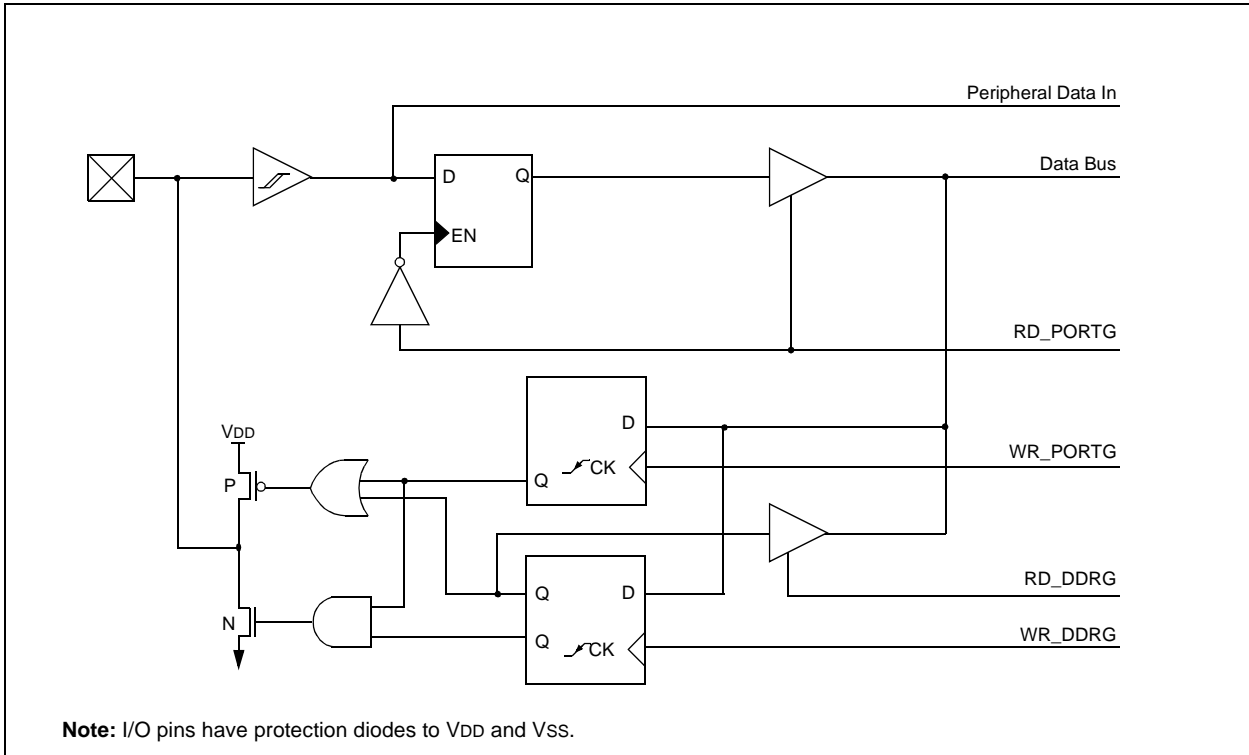 Peripheral Data In
Data Bus
D Q
EN
RD_PORTG
D
VDD
WR_PORTG
Q CK
P
RD_DDRG
Q D
N
WR_DDRG
Q CK
Note: I/O pins have protection diodes to VDD and VSS.